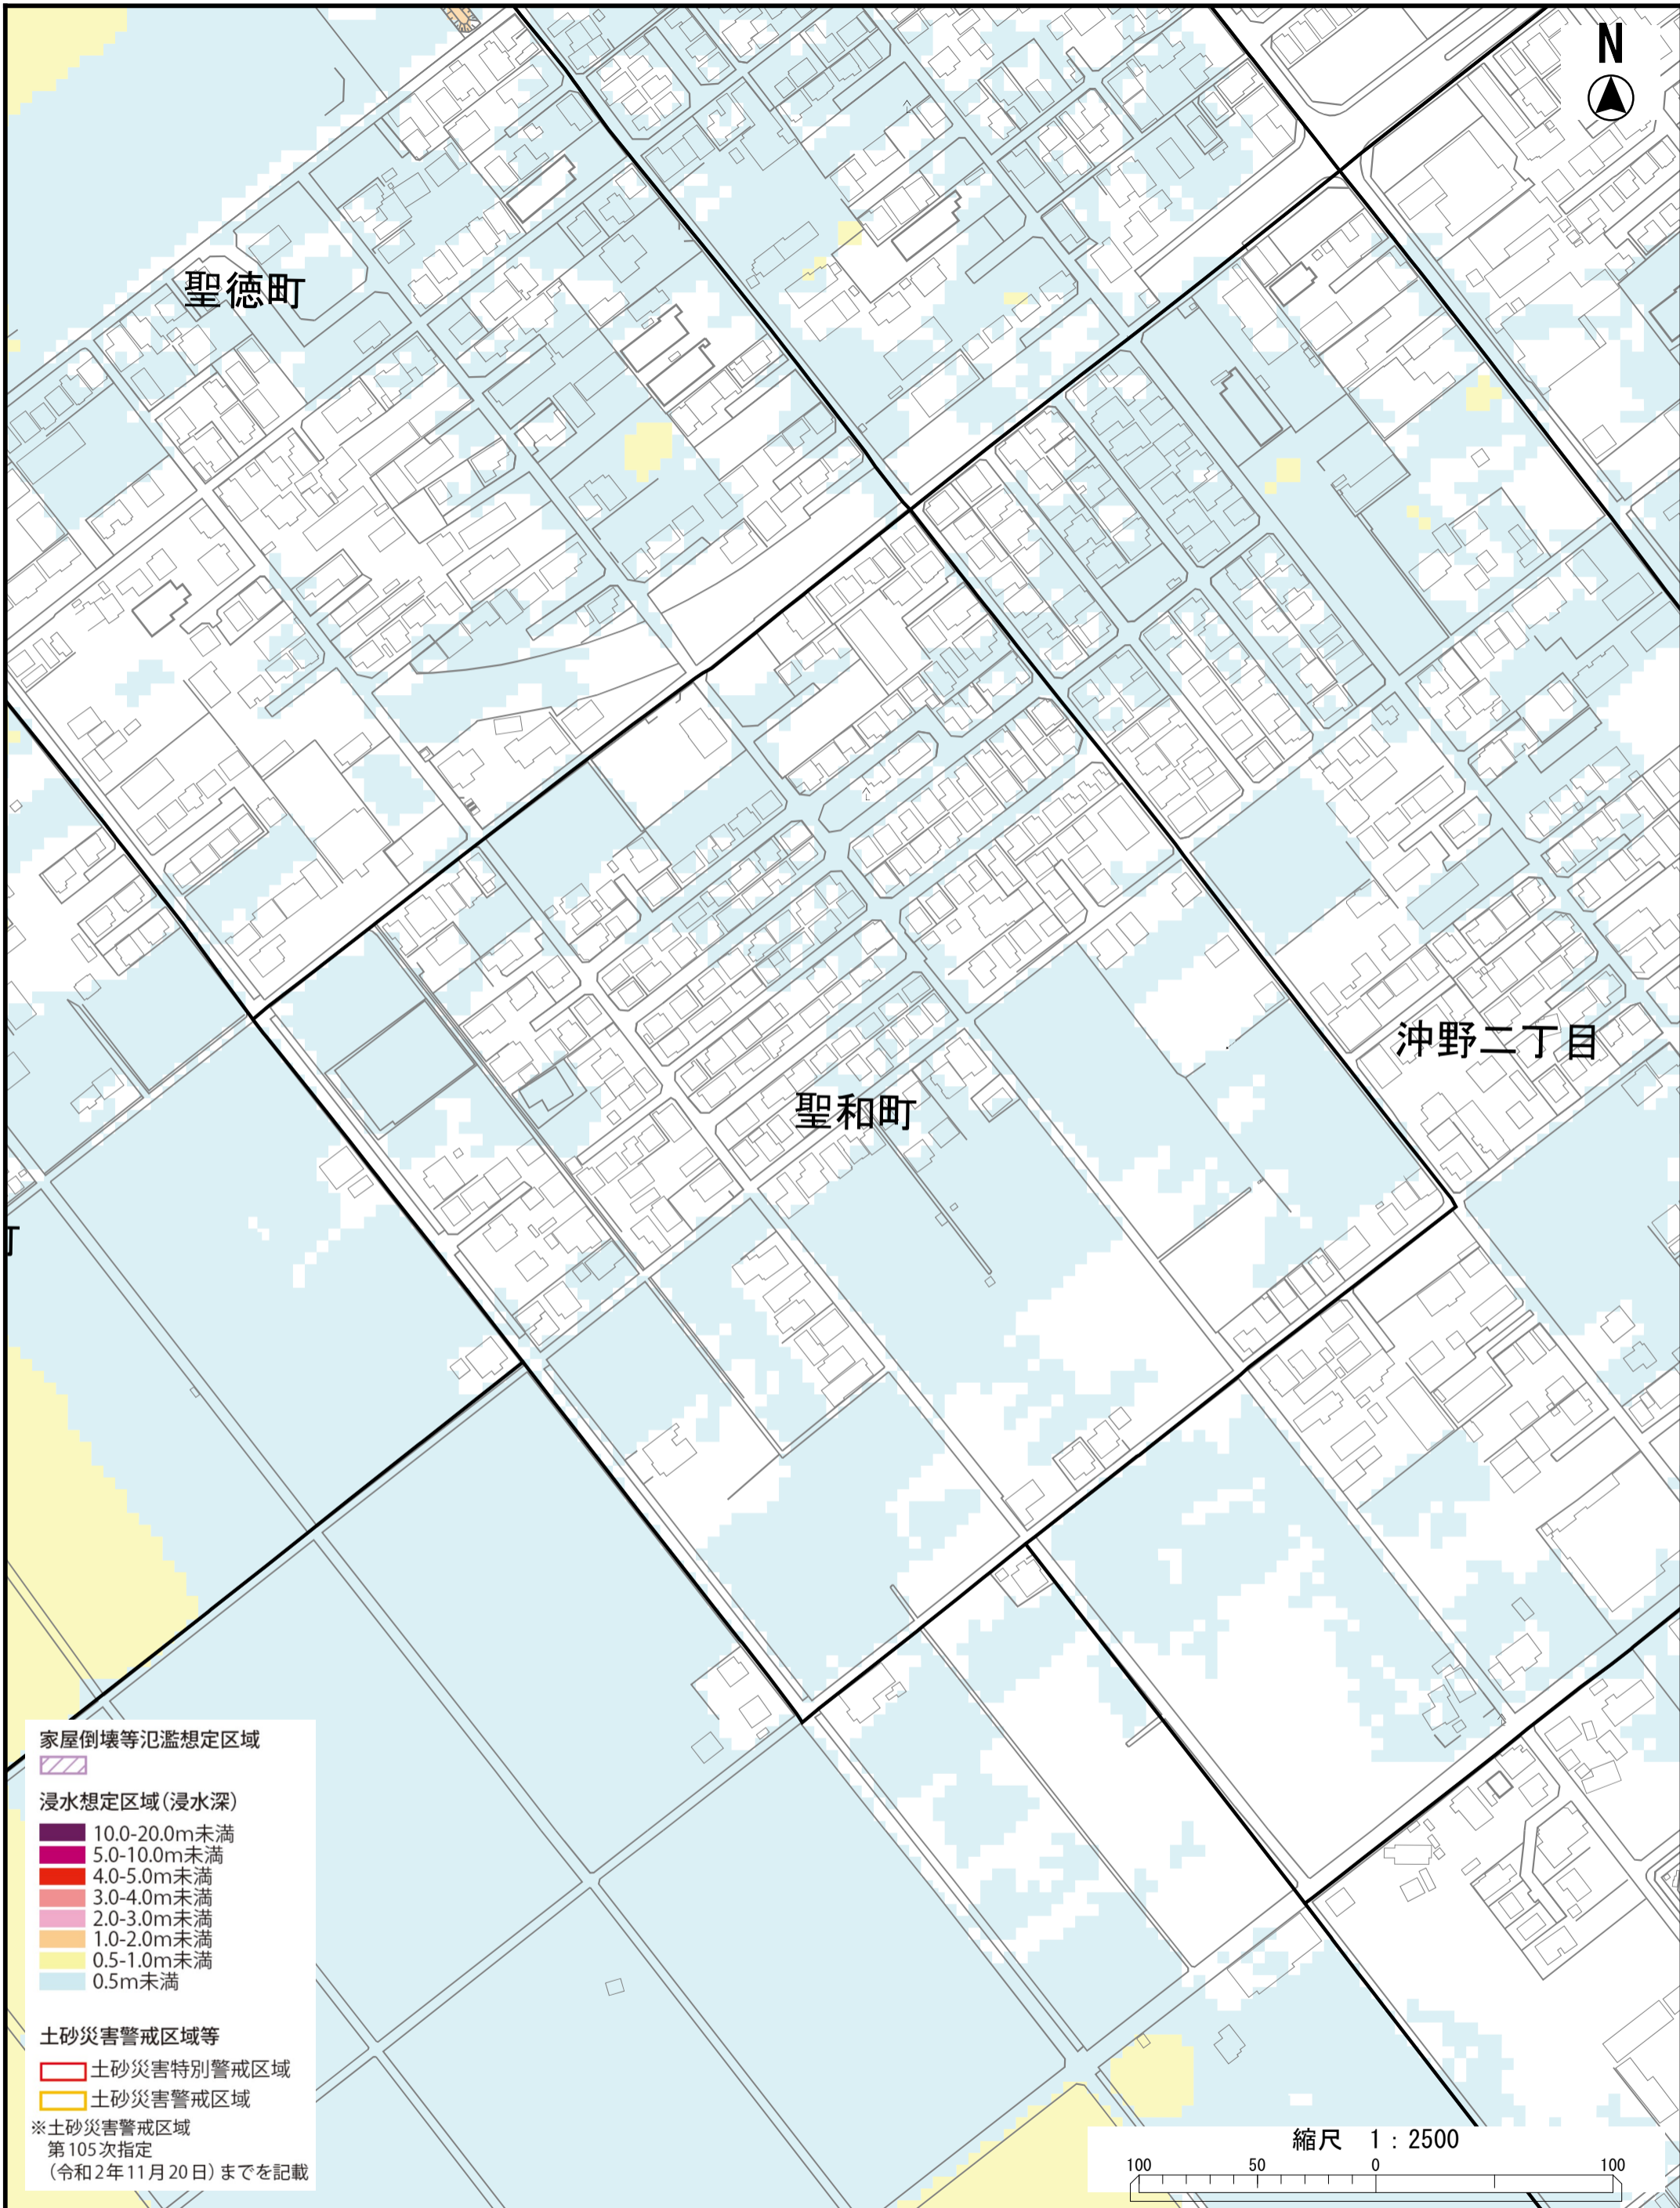 N
聖徳町
沖野二丁目
聖和町
家屋倒壊等氾濫想定区域
浸水想定区域(浸水深)
10.0-20.0m未満
5.0-10.0m未満
4.0-5.0m未満
3.0-4.0m未満
2.0-3.0m未満
1.0-2.0m未満
0.5-1.0m未満
0.5m未満
土砂災害警戒区域等
土砂災害特別警戒区域
土砂災害警戒区域
※土砂災害警戒区域
第105次指定
(令和2年11月20日)までを記載
縮尺 1：2500
100 50 0 100